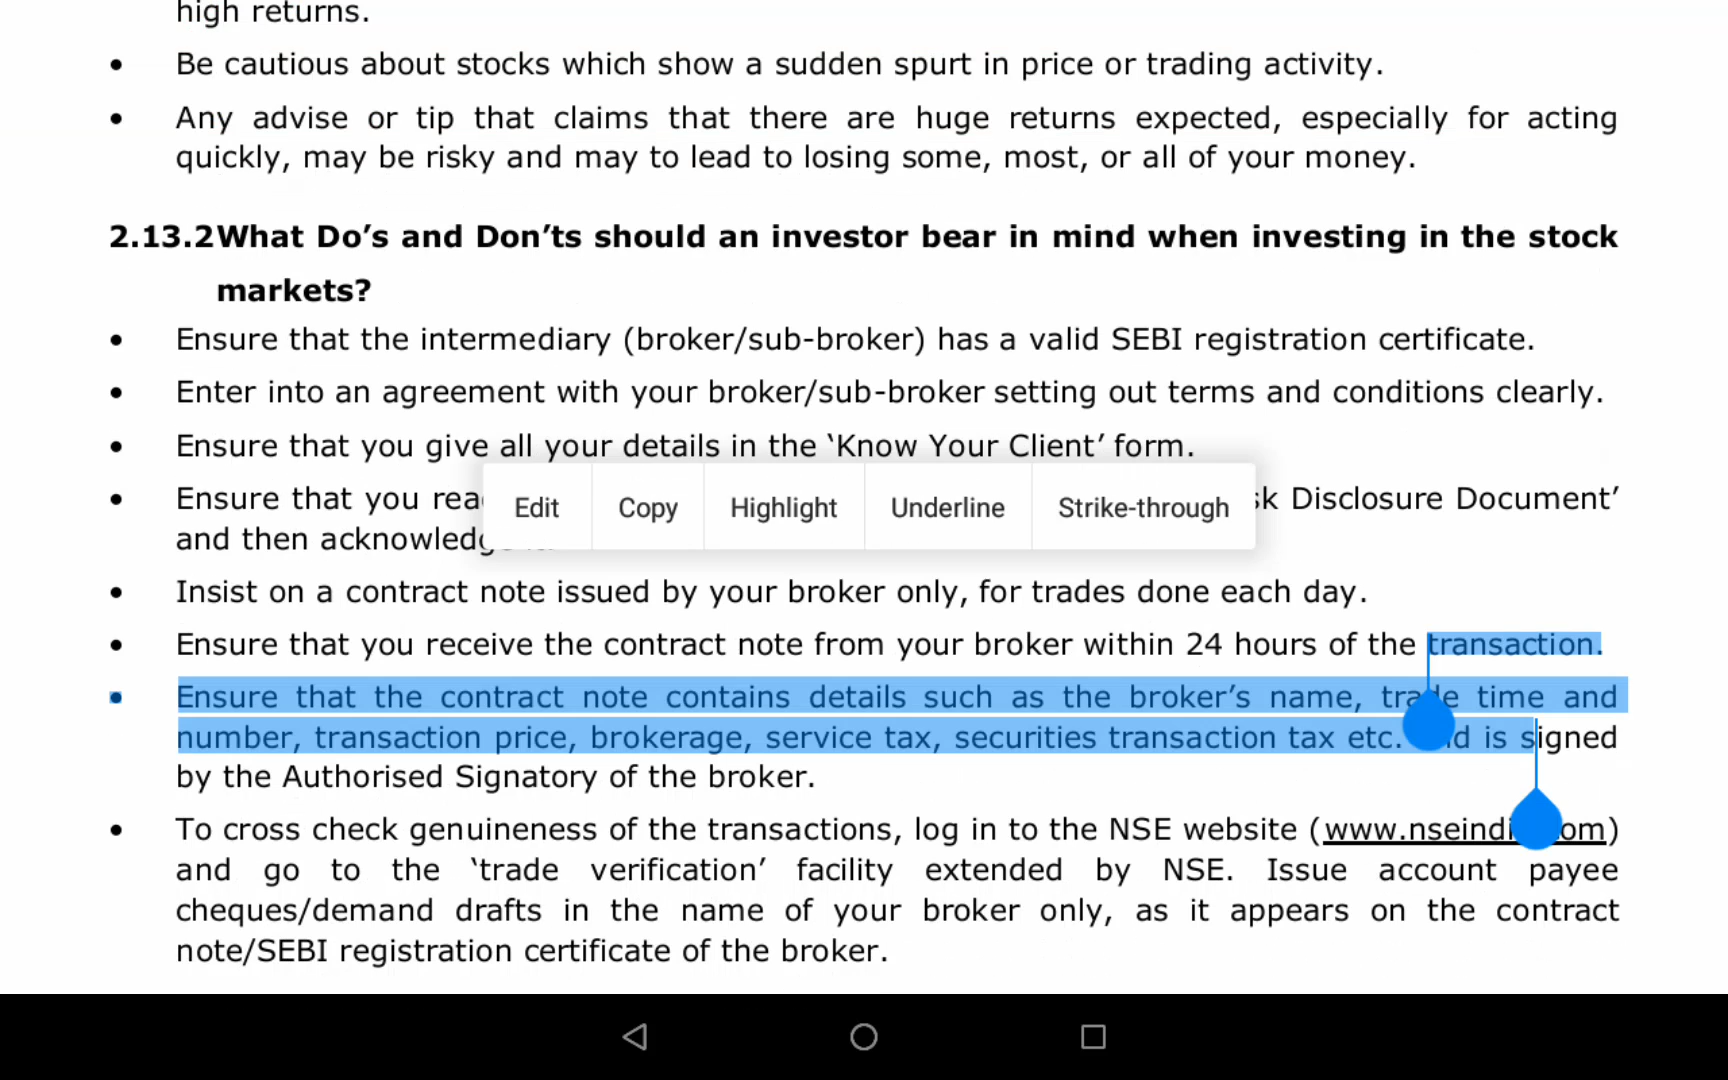 high returns.
• Be cautious about stocks which show a sudden spurt in price or trading activity.
• Any advise or tip that claims that there are huge returns expected, especially for acting
quickly, may be risky and may to lead to losing some, most, or all of your money.
2.13.2What Do’s and Don’ts should an investor bear in mind when investing in the stock
markets?
• Ensure that the intermediary (broker/sub-broker) has a valid SEBI registration certificate.
• Enter into an agreement with your broker/sub-broker setting out terms and conditions clearly.
• Ensure that you give all your details in the ‘Know Your Client’ form.
Edit Copy Highlight Underline Strike-through
• Ensure that you Disclosure Document’
and then
• Insist on a contract note issued by your broker only, for trades done each day.
• Ensure that you receive the contract note from your broker within 24 hours of the transaction.
• Ensure that the contract note contains details such as the broker’s name, trade time and
number, transaction price, brokerage, service tax, securities transaction tax etc. is signed
by the Authorised Signatory of the broker.
• To cross check genuineness of the transactions, log in to the NSE website (
and go to the ‘trade verification’ facility extended by NSE. Issue account payee
cheques/demand drafts in the name of your broker only, as it appears on the contract
note/SEBI registration certificate of the broker.